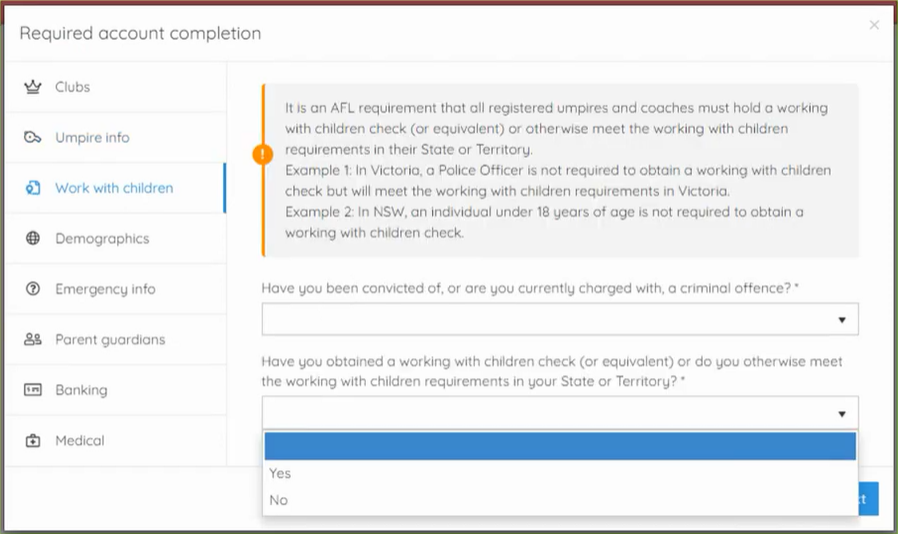 Required account completion
Clubs
Umpire info
Work with children
Demographics
Emergency info
Parent guardians
Banking
Medical
It is an AFL requirement that all registered umpires and coaches must hold a working
with children check (or equivalent) or otherwise meet the working with children
requirements in their State or Territory.
Example 1: In Victoria, a Police Officer is not required to obtain a working with children
check but will meet the working with children requirements in Victoria.
Example 2: In NSW, an individual under 18 years of age is not required to obtain a
working with children check.
Have you been convicted of, or are you currently charged with, a criminal offence? *
Have you obtained a working with children check (or equivalent) or do you otherwise meet
the working with children requirements in your State or Territory? *
Yes
No